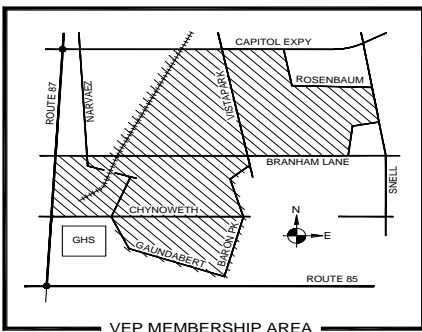 CAPITOL EXPY
ROSENBAUM
ROUTE 87
NARVAEZ
VISTAPARK
BRANHAM LANE
SNELL
CHYNOWETH
GHS
GAUNDABERT
BARON PK
N
E
ROUTE 85
VEP MEMBERSHIP AREA